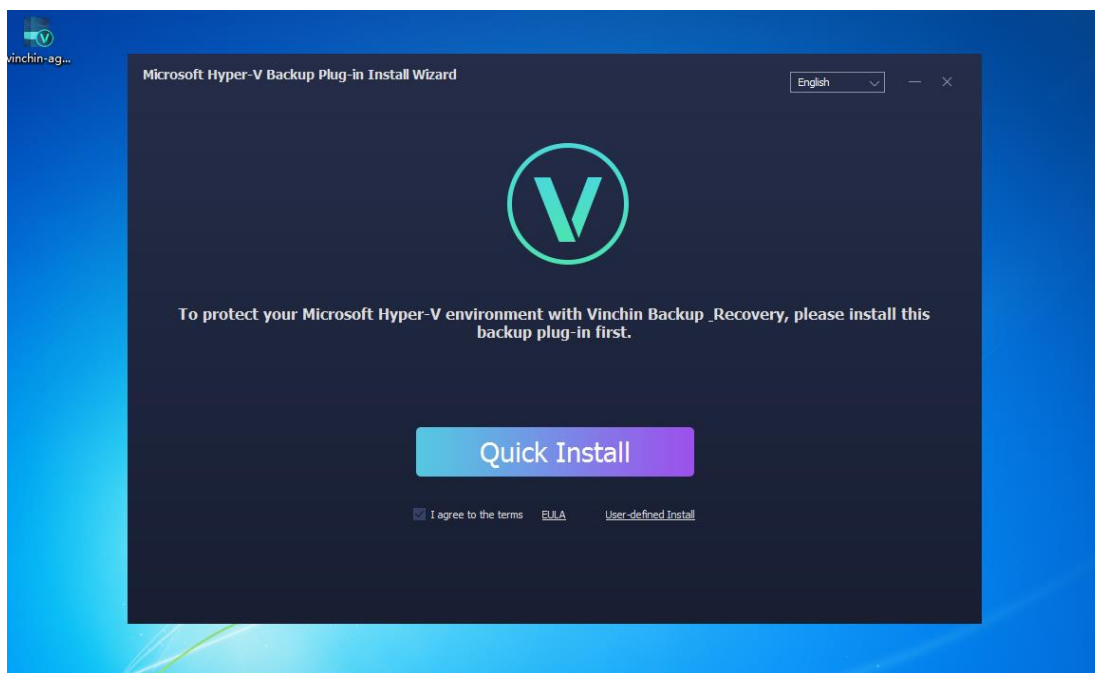 vinchin-ag...
Microsoft Hyper-V Backup Plug-in Install Wizard
English
To protect your Microsoft Hyper-V environment with Vinchin Backup _Recovery, please install this
backup plug-in first.
Quick Install
I agree to the terms EULA User-defined Install